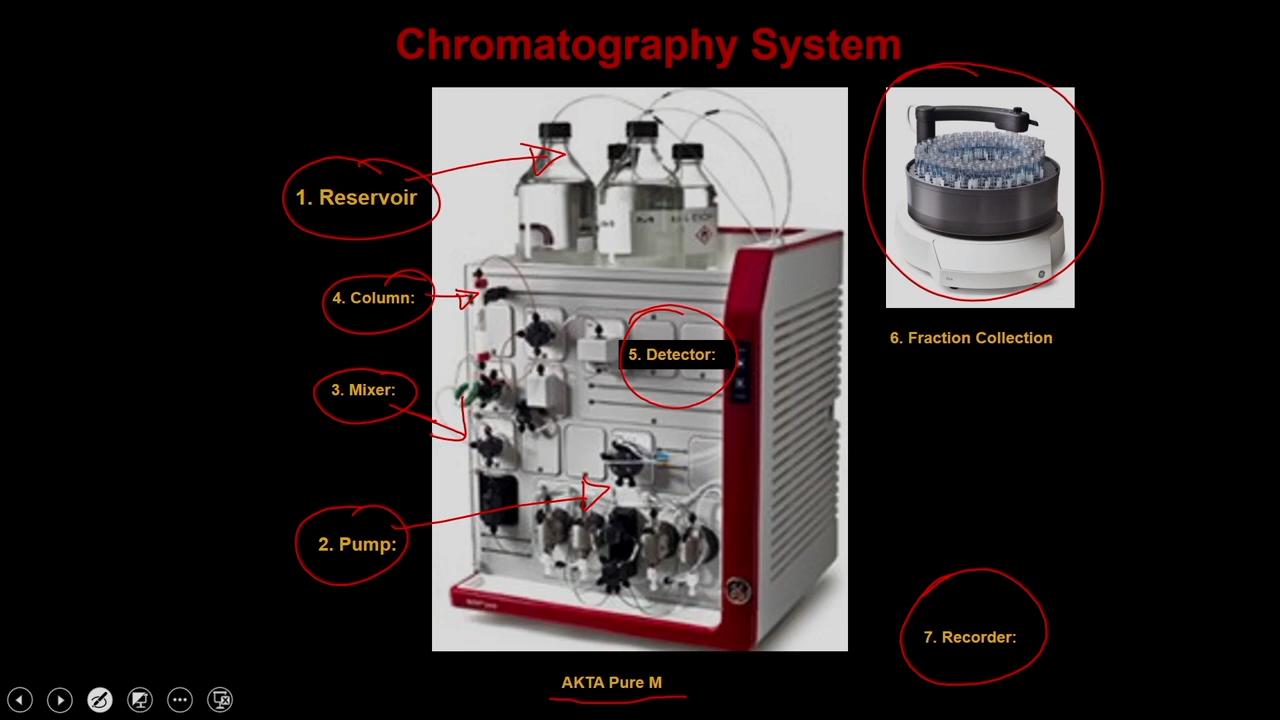 Chromatography System
1. Reservoir
4. Column:
5. Detector:
6. Fraction Collection
3. Mixer:
2. Pump:
7. Recorder:
AKTA Pure M